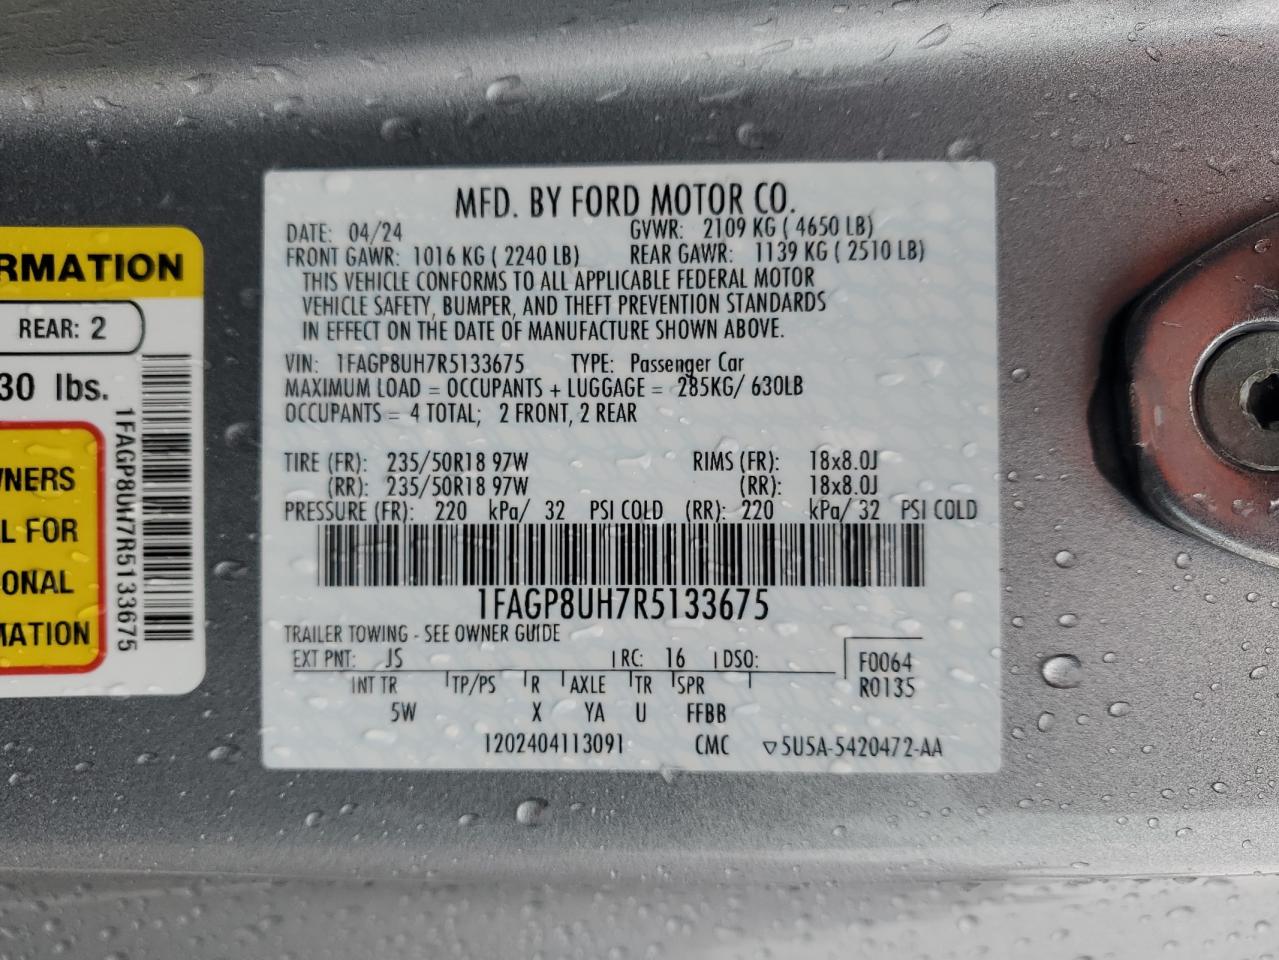 RMATION
REAR: 2
30 lbs.
WNERS
L FOR
ONAL
MATION
1FAGP8UH7R5133675
MFD. BY FORD MOTOR CO.
DATE: 04/24 GVWR: 2109 KG ( 4650 LB)
FRONT GAWR: 1016 KG ( 2240 LB) REAR GAWR: 1139 KG ( 2510 LB)
THIS VEHICLE CONFORMS TO ALL APPLICABLE FEDERAL MOTOR
VEHICLE SAFETY, BUMPER, AND THEFT PREVENTION STANDARDS
IN EFFECT ON THE DATE OF MANUFACTURE SHOWN ABOVE.
VIN: 1FAGP8UH7R5133675 TYPE: Passenger Car
MAXIMUM LOAD = OCCUPANTS + LUGGAGE = 285KG/ 630LB
OCCUPANTS = 4 TOTAL; 2 FRONT, 2 REAR
TIRE (FR): 235/50R18 97W RIMS (FR): 18x8.0J
(RR): 235/50R18 97W (RR): 18x8.0J
PRESSURE (FR): 220 kPa/ 32 PSI COLD (RR): 220 kPa/ 32 PSI COLD
1FAGP8UH7R5133675
TRAILER TOWING - SEE OWNER GUIDE
EXT PNT: JS RC: 16 DSO: F0064
INT TR TP/PS R AXLE TR SPR R0135
5W X YA U FFBB
1202404113091 CMC ▽5U5A-5420472-AA